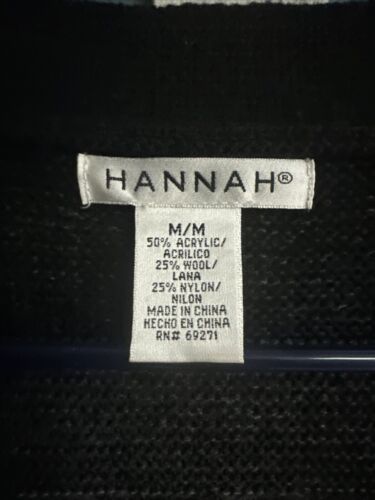 HANNAH®
M/M
50% ACRYLIC/
ACRILICO
25% WOOL/
LANA
25% NYLON/
NILON
MADE IN CHINA
HECHO EN CHINA
RN# 69271